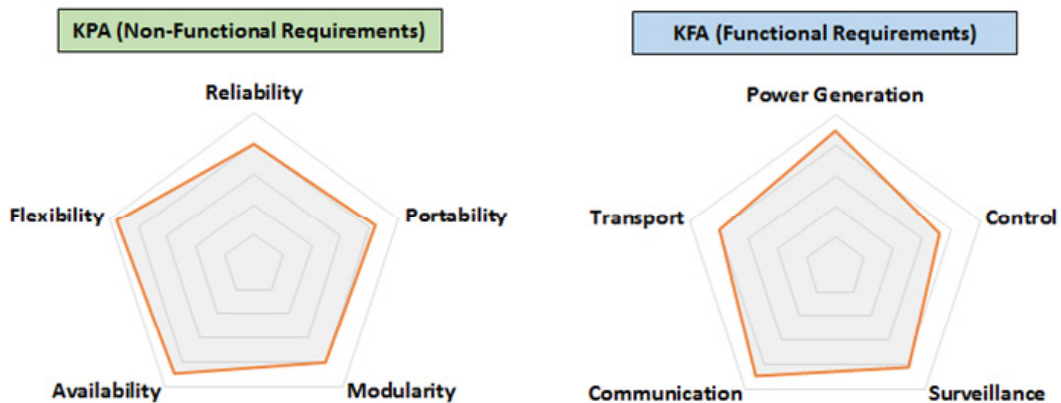 KPA (Non-Functional Requirements)
Reliability
Flexibility
Portability
Availability
Modularity
KFA (Functional Requirements)
Power Generation
Transport
Control
Communication
Surveillance